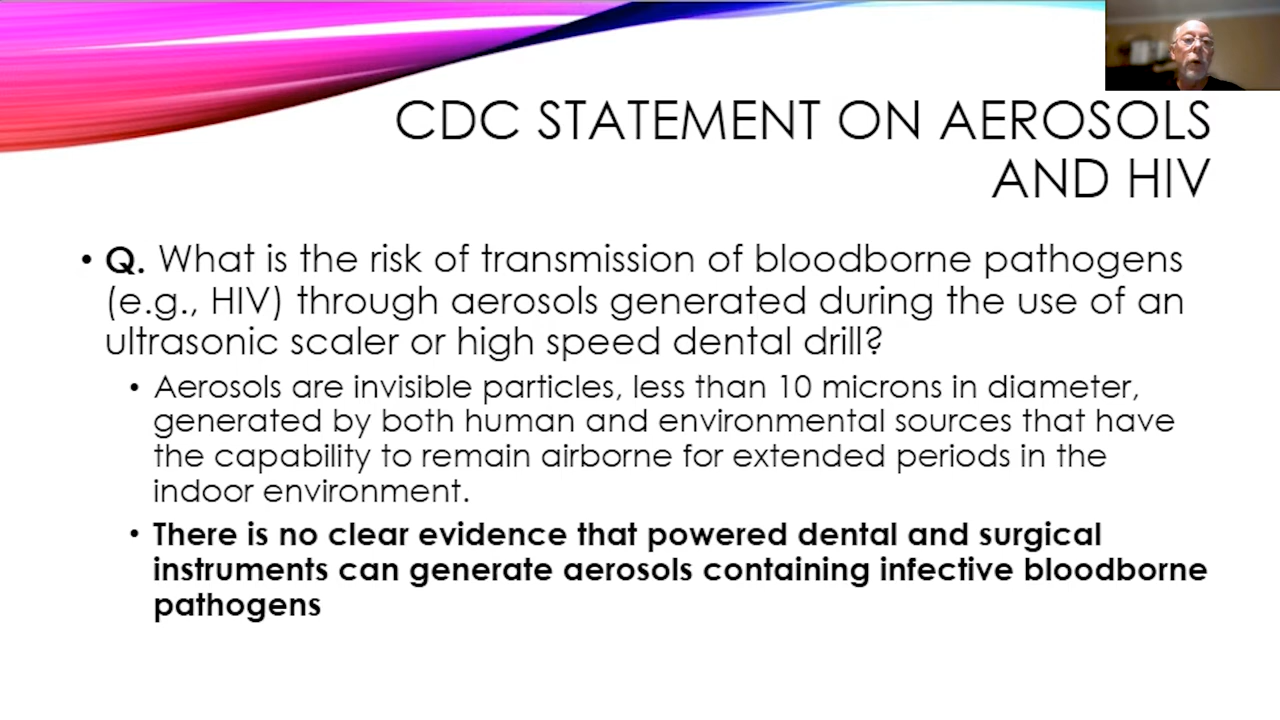 CDC STATEMENT ON AEROSOLS
AND HIV
• Q. What is the risk of transmission of bloodborne pathogens
(e.g., HIV) through aerosols generated during the use of an
ultrasonic scaler or high speed dental drill?
• Aerosols are invisible particles, less than 10 microns in diameter,
generated by both human and environmental sources that have
the capability to remain airborne for extended periods in the
indoor environment.
• There is no clear evidence that powered dental and surgical
instruments can generate aerosols containing infective bloodborne
pathogens